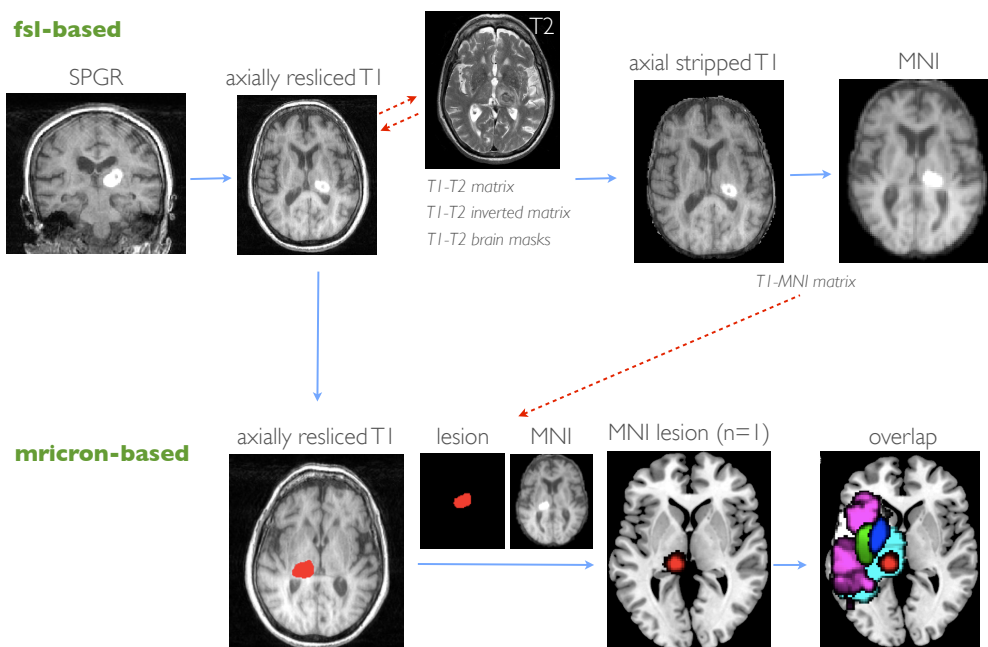 fsl-based
SPGR
axially resliced T1
T2
axial stripped T1
MNI
T1-T2 matrix
T1-T2 inverted matrix
T1-T2 brain masks
T1-MNI matrix
mricron-based
axially resliced T1
lesion
MNI
MNI lesion (n=1)
overlap